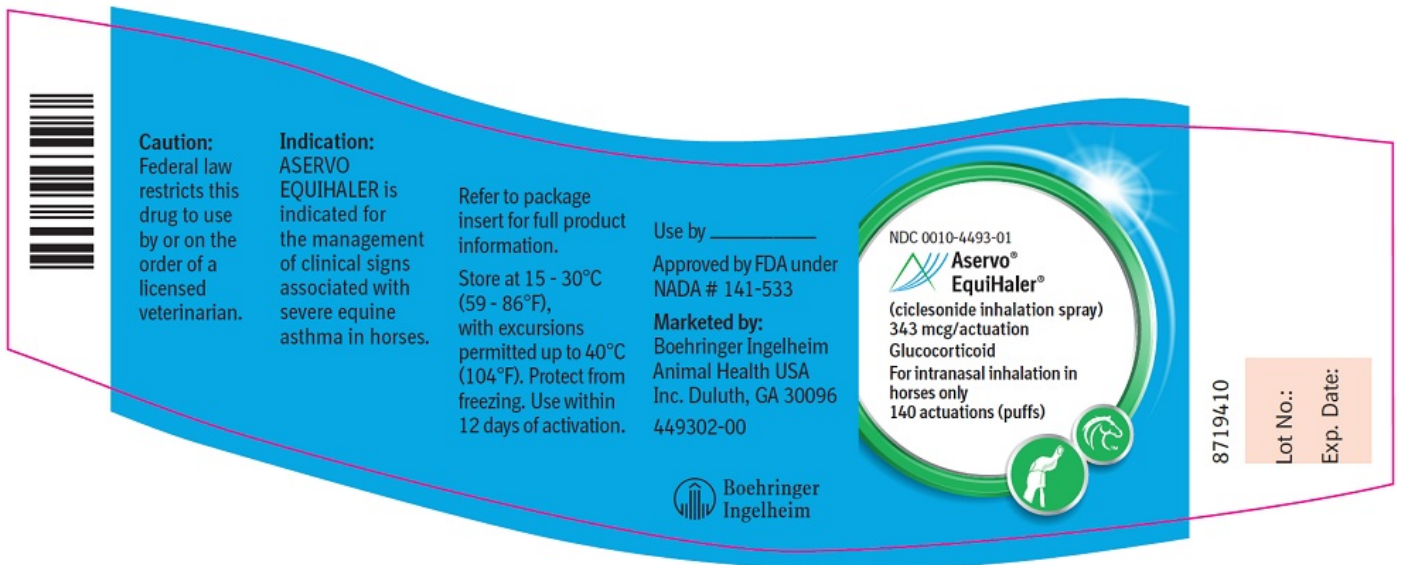 Caution:
Federal law
restricts this
drug to use
by or on the
order of a
licensed
veterinarian.
Indication:
ASERVO
EQUIHALER is
indicated for
the management
of clinical signs
associated with
severe equine
asthma in horses.
Refer to package
insert for full product
information.
Store at 15 - 30°C
(59 - 86°F),
with excursions
permitted up to 40°C
(104°F). Protect from
freezing. Use within
12 days of activation.
Use by ___________
Approved by FDA under
NADA # 141-533
Marketed by:
Boehringer Ingelheim
Animal Health USA
Inc. Duluth, GA 30096
449302-00
Boehringer
Ingelheim
NDC 0010-4493-01
Aservo®
EquiHaler®
(ciclesonide inhalation spray)
343 mcg/actuation
Glucocorticoid
For intranasal inhalation in
horses only
140 actuations (puffs)
8719410
Lot No.:
Exp. Date: